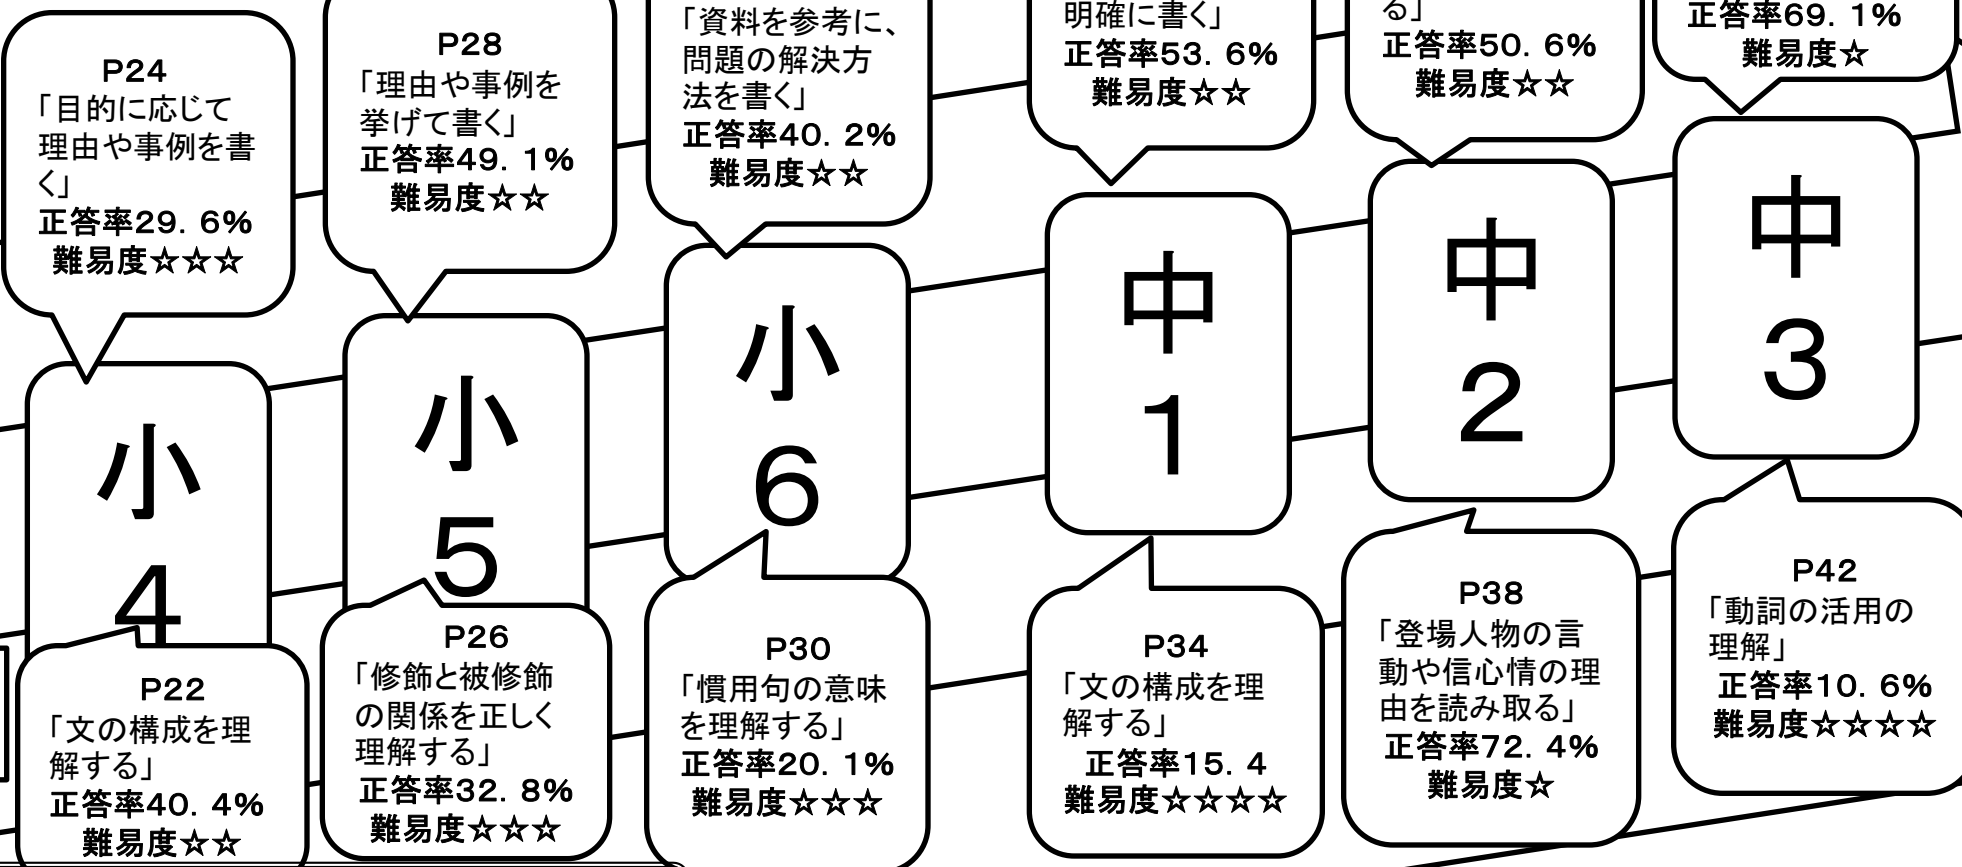 P24
「目的に応じて
理由や事例を書
く」
正答率29．6%
難易度☆☆☆
P28
「理由や事例を
挙げて書く」
正答率49．1%
難易度☆☆
「資料を参考に、
問題の解決方
法を書く」
正答率40．2%
難易度☆☆
明確に書く」
正答率53．6%
難易度☆☆
る」
正答率50．6%
難易度☆☆
正答率69．1%
難易度☆
小
4
小
5
小
6
中
1
中
2
中
3
P22
「文の構成を理
解する」
正答率40．4%
難易度☆☆
P26
「修飾と被修飾
の関係を正しく
理解する」
正答率32．8%
難易度☆☆☆
P30
「慣用句の意味
を理解する」
正答率20．1%
難易度☆☆☆
P34
「文の構成を理
解する」
正答率15．4
難易度☆☆☆☆
P38
「登場人物の言
動や信心情の理
由を読み取る」
正答率72．4%
難易度☆
P42
「動詞の活用の
理解」
正答率10．6%
難易度☆☆☆☆